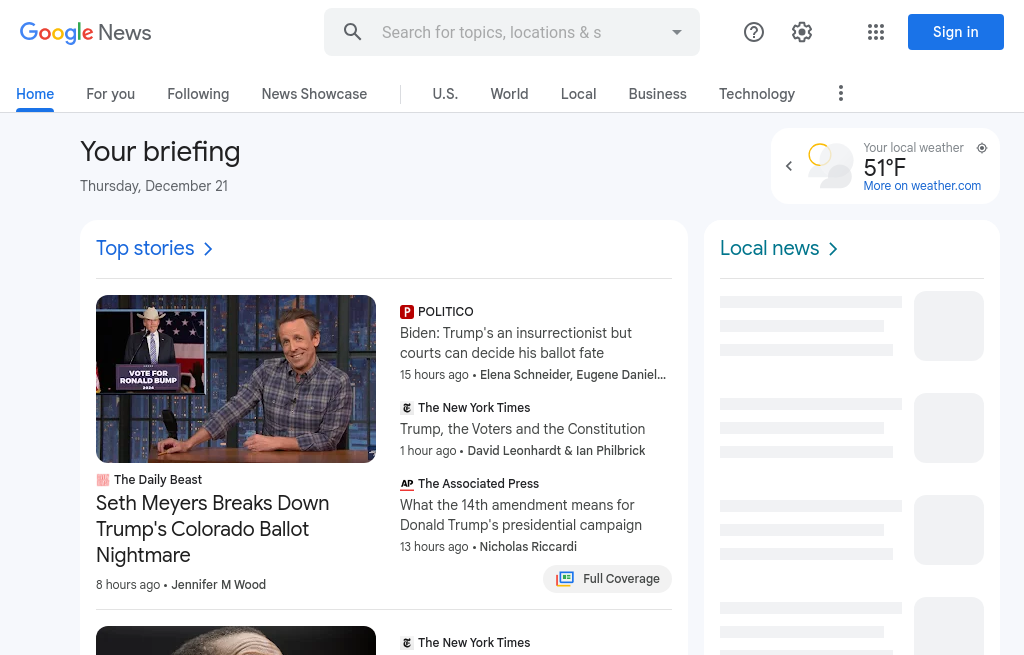 Google News
Search for topics, locations & s
Sign in
Home
For you
Following
News Showcase
U.S.
World
Local
Business
Technology
Your briefing
Thursday, December 21
Your local weather
51°F
More on weather.com
Top stories
VOTE FOR
RONALD BUMP
2024
The Daily Beast
Seth Meyers Breaks Down
Trump's Colorado Ballot
Nightmare
8 hours ago • Jennifer M Wood
P POLITICO
Biden: Trump's an insurrectionist but
courts can decide his ballot fate
15 hours ago • Elena Schneider, Eugene Daniel...
The New York Times
Trump, the Voters and the Constitution
1 hour ago • David Leonhardt & Ian Philbrick
AP The Associated Press
What the 14th amendment means for
Donald Trump's presidential campaign
13 hours ago • Nicholas Riccardi
Full Coverage
The New York Times
Local news